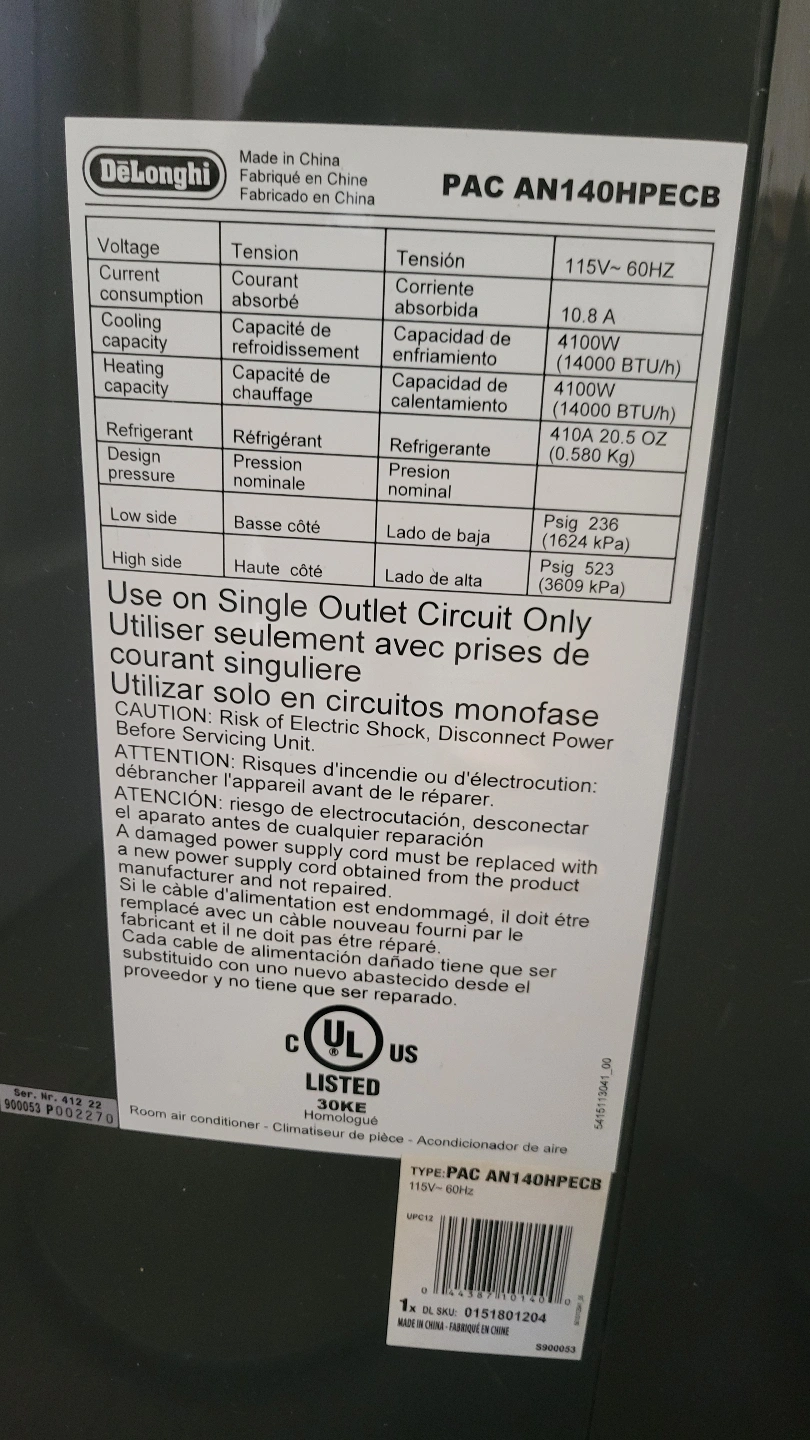 DeLonghi
Made in China
Fabriqué en Chine
Fabricado en China
PAC AN140HPECB
Voltage Tension Tensión 115V~ 60HZ
Current consumption Courant absorbé Corriente absorbida 10.8 A
Cooling capacity Capacité de refroidissement Capacidad de enfriamiento 4100W (14000 BTU/h)
Heating capacity Capacité de chauffage Capacidad de calentamiento 4100W (14000 BTU/h)
Refrigerant Réfrigérant Refrigerante 410A 20.5 OZ (0.580 Kg)
Design pressure Pression nominale Presion nominal
Low side Basse côté Lado de baja Psig 236 (1624 kPa)
High side Haute côté Lado de alta Psig 523 (3609 kPa)
Use on Single Outlet Circuit Only
Utiliser seulement avec prises de
courant singuliere
Utilizar solo en circuitos monofase
CAUTION: Risk of Electric Shock, Disconnect Power
Before Servicing Unit.
ATTENTION: Risques d'incendie ou d'électrocution:
débrancher l'appareil avant de le réparer.
ATENCIÓN: riesgo de electrocutación, desconectar
el aparato antes de cualquier reparación
A damaged power supply cord must be replaced with
a new power supply cord obtained from the product
manufacturer and not repaired.
Si le càble d'alimentation est endommagé, il doit étre
remplacé avec un càble nouveau fourni par le
fabricant et il ne doit pas étre réparé.
Cada cable de alimentación dañado tiene que ser
substituido con uno nuevo abastecido desde el
proveedor y no tiene que ser reparado.
C UL ® US
LISTED
30KE
Homologué
5415113041_00
Ser. Nr. 412 22
900053 P002270
Room air conditioner - Climatiseur de pièce - Acondicionador de aire
TYPE:PAC AN140HPECB
115V~ 60Hz
UPC12
0 44387 10140 0
1x DL SKU: 0151801204
MADE IN CHINA - FABRIQUÉ EN CHINE
S900053